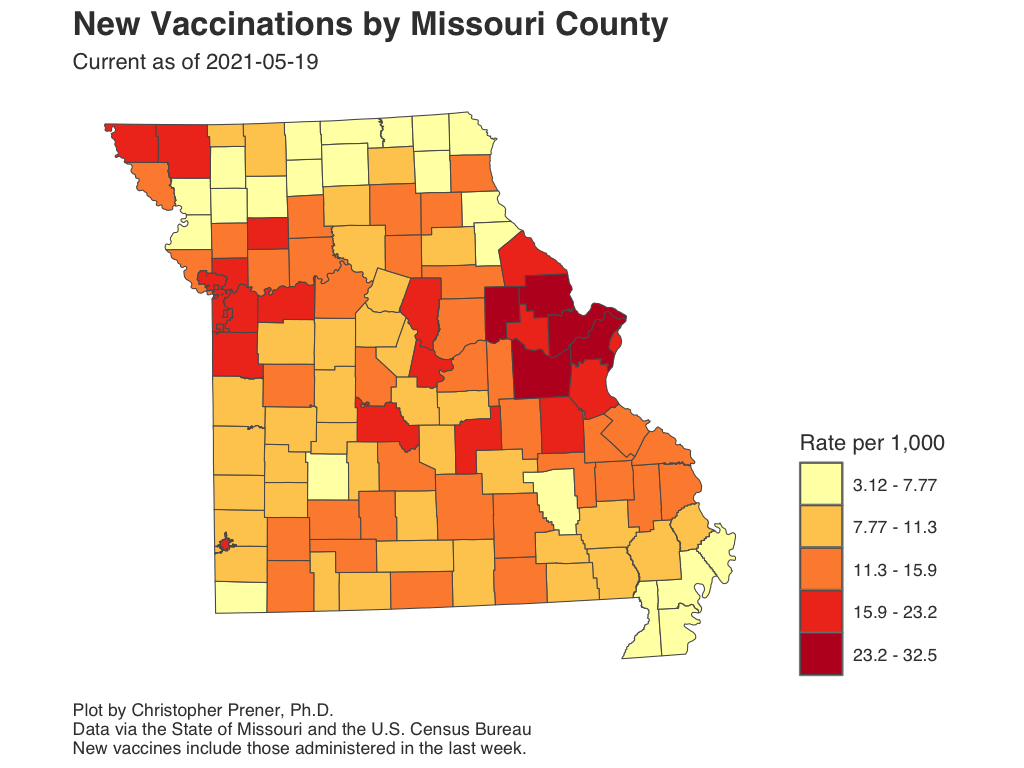 New Vaccinations by Missouri County
Current as of 2021-05-19
Rate per 1,000
3.12 - 7.77
7.77 - 11.3
11.3 - 15.9
15.9 - 23.2
23.2 - 32.5
Plot by Christopher Prener, Ph.D.
Data via the State of Missouri and the U.S. Census Bureau
New vaccines include those administered in the last week.